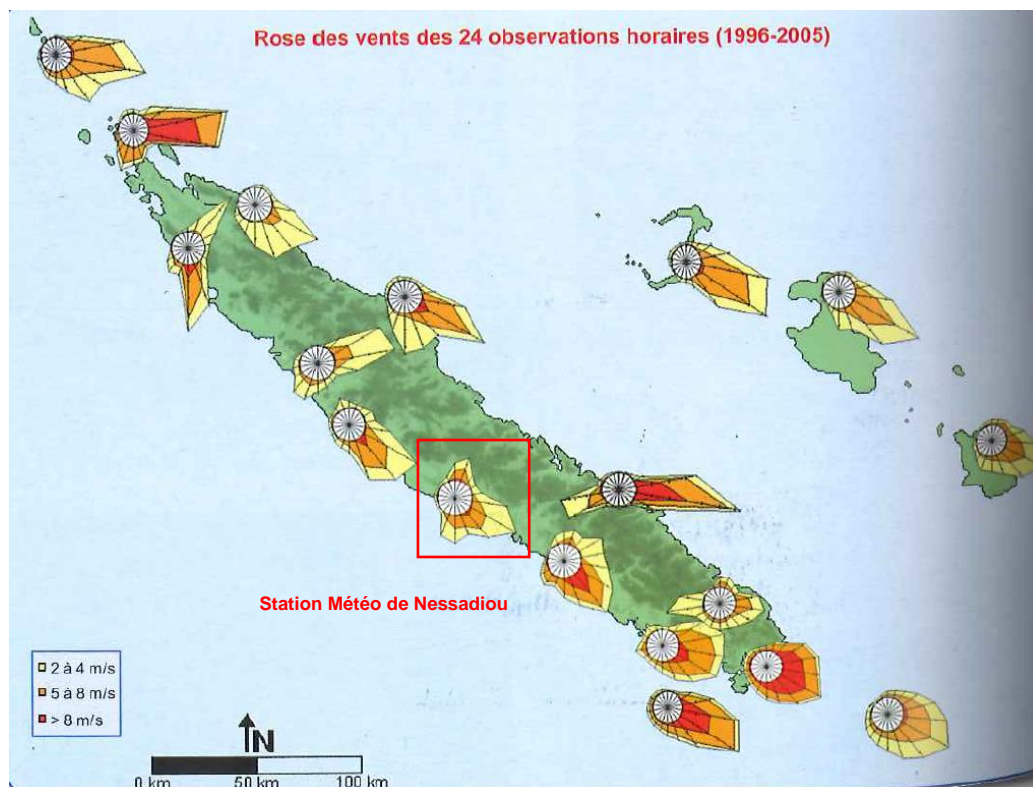 Rose des vents des 24 observations horaires (1996-2005)
Station Météo de Nessadiou
2 à 4 m/s
5 à 8 m/s
> 8 m/s
N
0 km 50 km 100 km